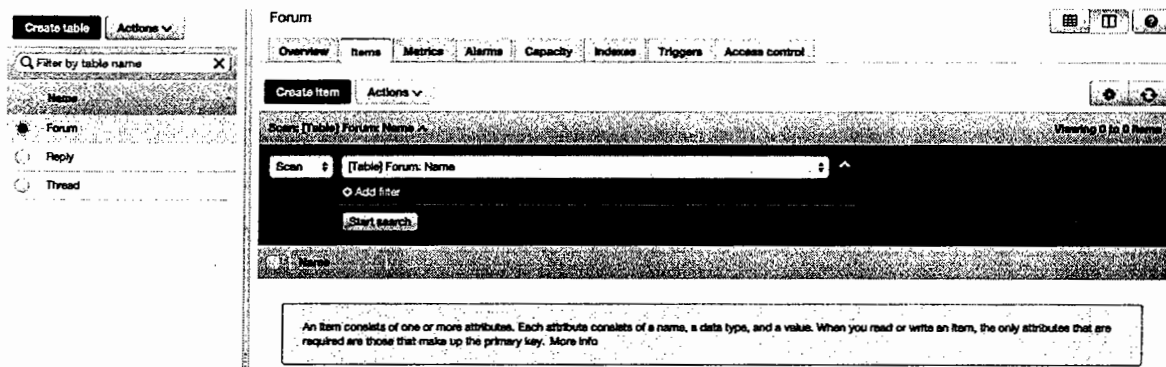 Create table Actions
Filter by table name X
Name
Forum
Reply
Thread
Forum
Overview Items Metrics Alarms Capacity Indexes Triggers Access control
Create item Actions
Scan: [Table] Forum: Name Viewing 0 to 0 Items
Scan [Table] Forum: Name
Add filter
Start search
Name
An item consists of one or more attributes. Each attribute consists of a name, a data type, and a value. When you read or write an item, the only attributes that are
required are those that make up the primary key. More info